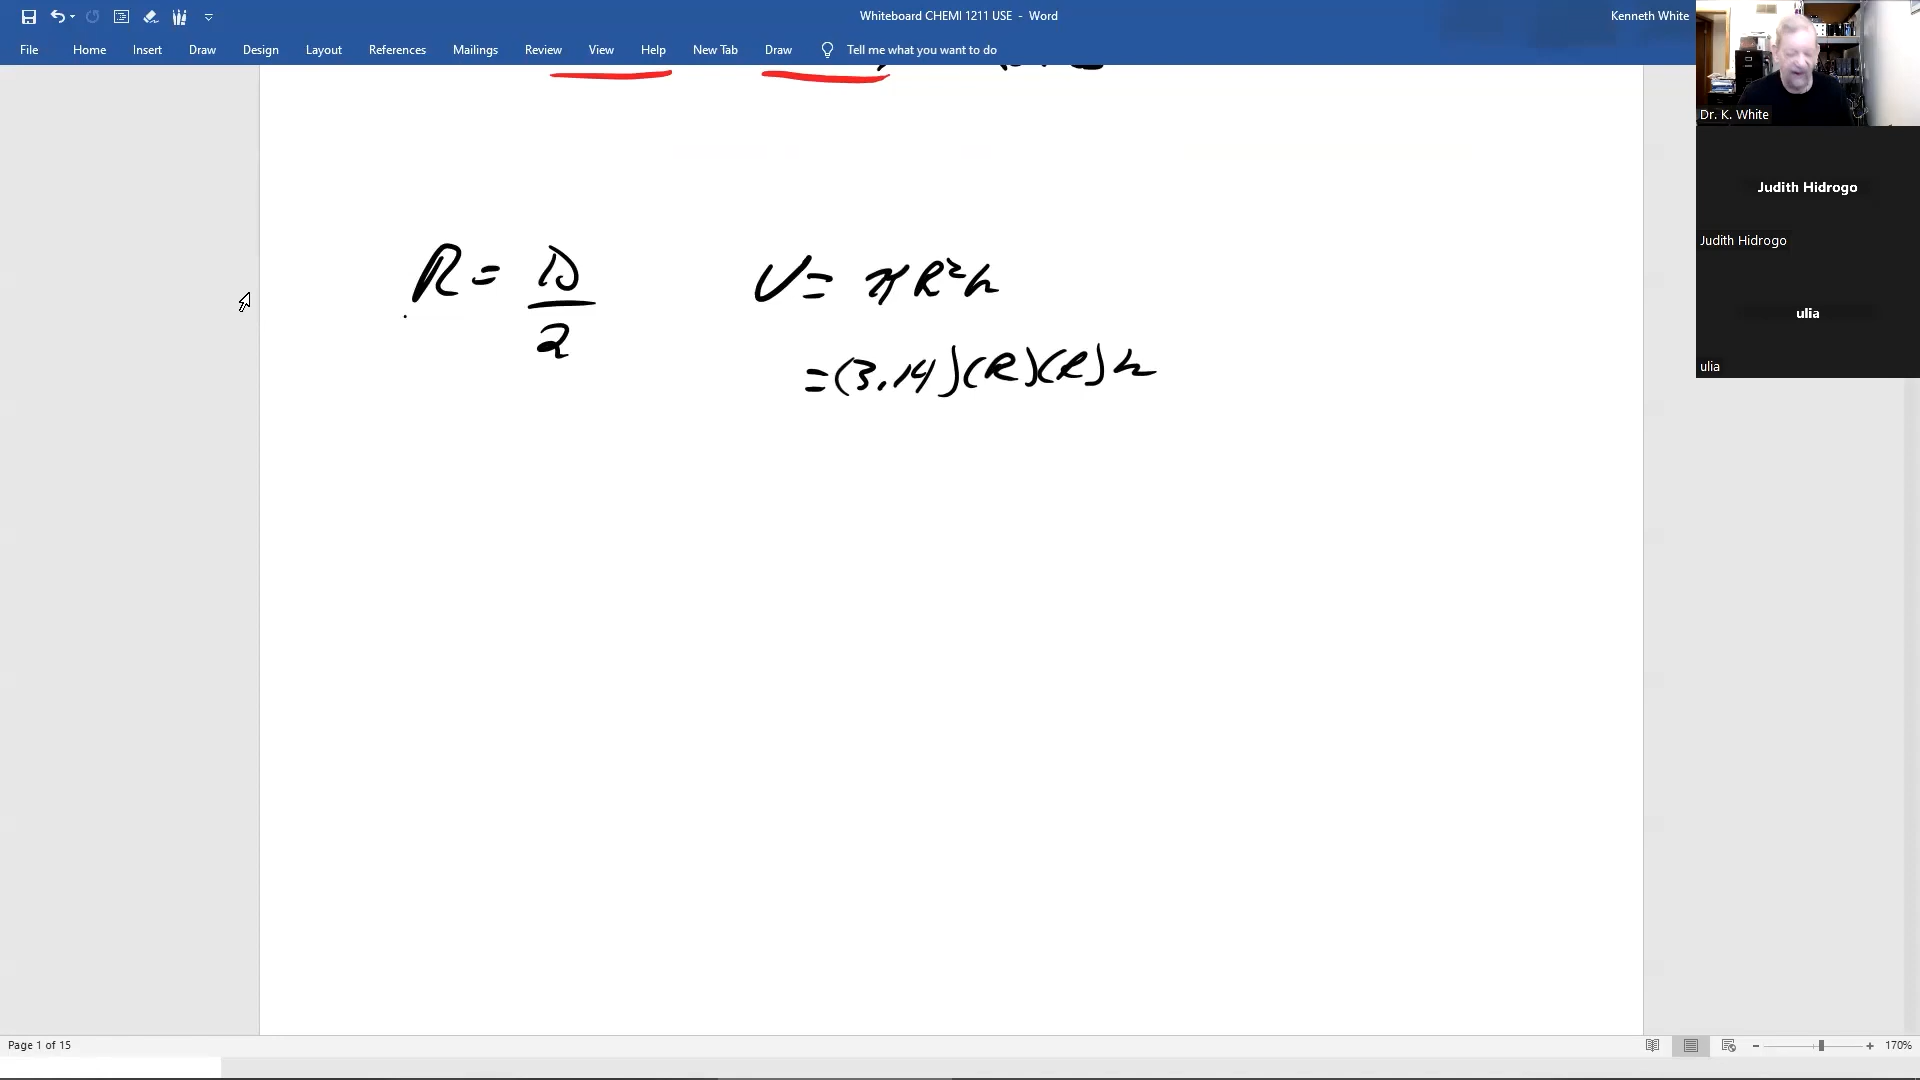 Whiteboard CHEMI 1211 USE - Word
Kenneth White
File Home Insert Draw Design Layout References Mailings Review View Help New Tab Draw Tell me what you want to do
Dr. K. White
Judith Hidrogo
Judith Hidrogo
ulia
ulia
R = D/2
V = πR²h
= (3.14)(R)(R)h
Page 1 of 15
170%